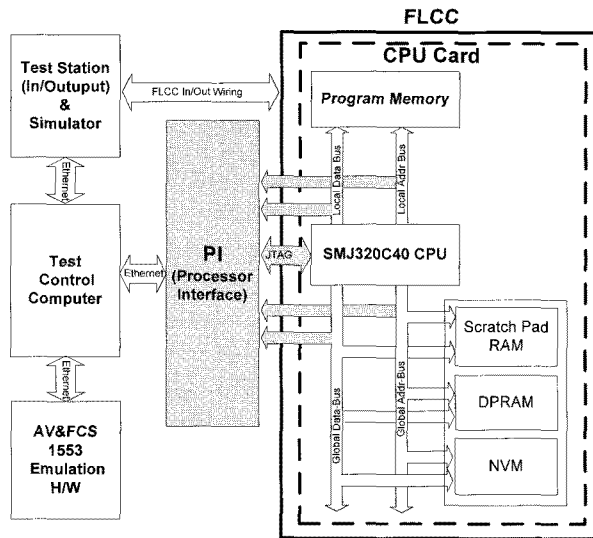 FLCC
CPU Card
Test Station
(In/Outuput)
&
Simulator
FLCC In/Out Wiring
Program Memory
Ethernet
Local Data Bus
Local Addr Bus
Test
Control
Computer
Ethernet
PI
(Processor
Interface)
JTAG
SMJ320C40 CPU
Ethernet
Scratch Pad
RAM
DPRAM
NVM
Global Data-Bus
Global Addr-Bus
AV&FCS
1553
Emulation
H/W